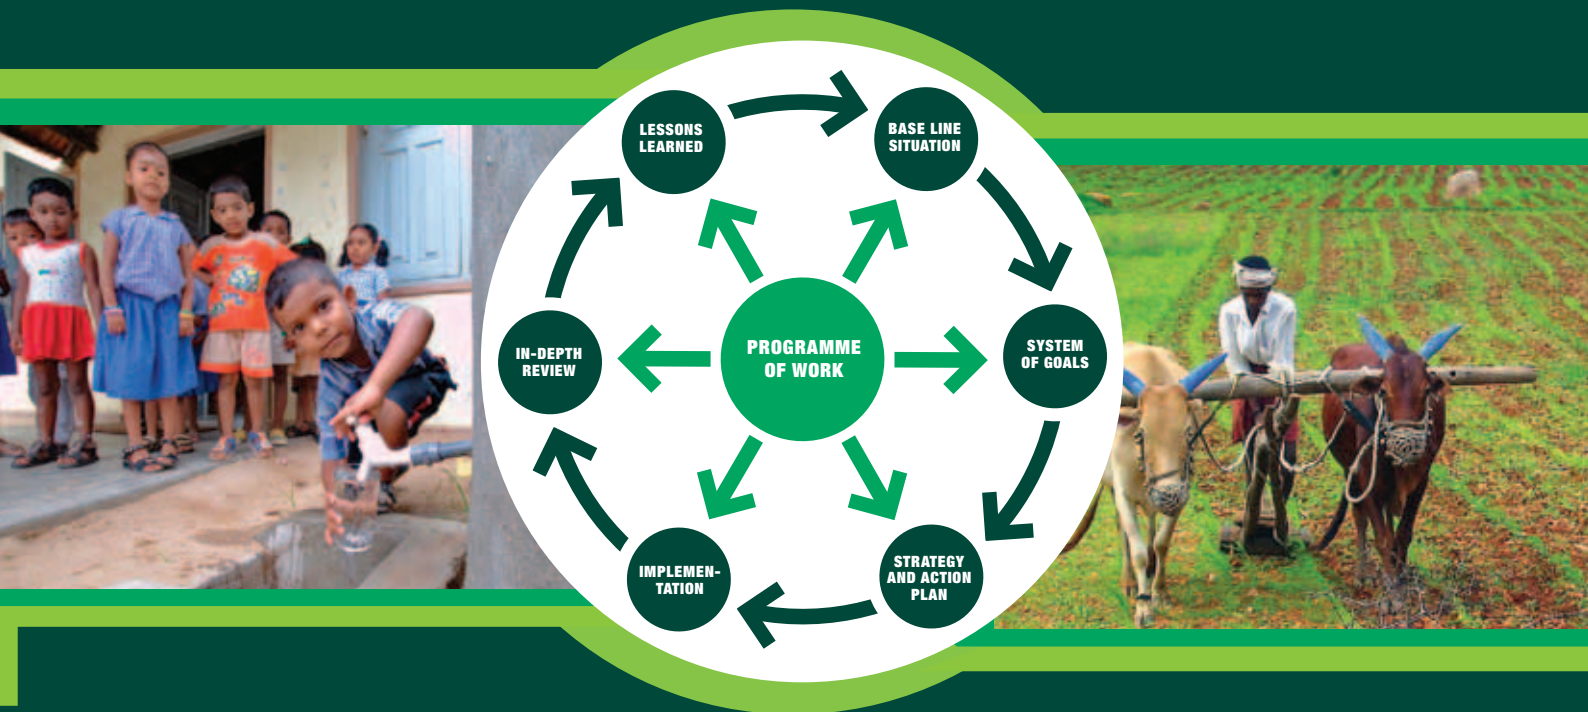 LESSONS
LEARNED
BASE LINE
SITUATION
IN-DEPTH
REVIEW
PROGRAMME
OF WORK
SYSTEM
OF GOALS
IMPLEMEN-
TATION
STRATEGY
AND ACTION
PLAN